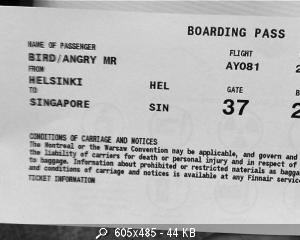 BOARDING PASS
NAME OF PASSENGER
BIRD/ANGRY MR
FROM
HELSINKI HEL
TO
SINGAPORE SIN
FLIGHT
AY081
GATE
37
CONDITIONS OF CARRIAGE AND NOTICES
The Montreal or the Warsaw Convention may be applicable, and govern and
the liability of carriers for death or personal injury and in respect of
to baggage. Information about prohibited or restricted materials as bagga
and conditions of carriage and notices is available at any Finnair servic
TICKET INFORMATION
605x485 - 44 KB